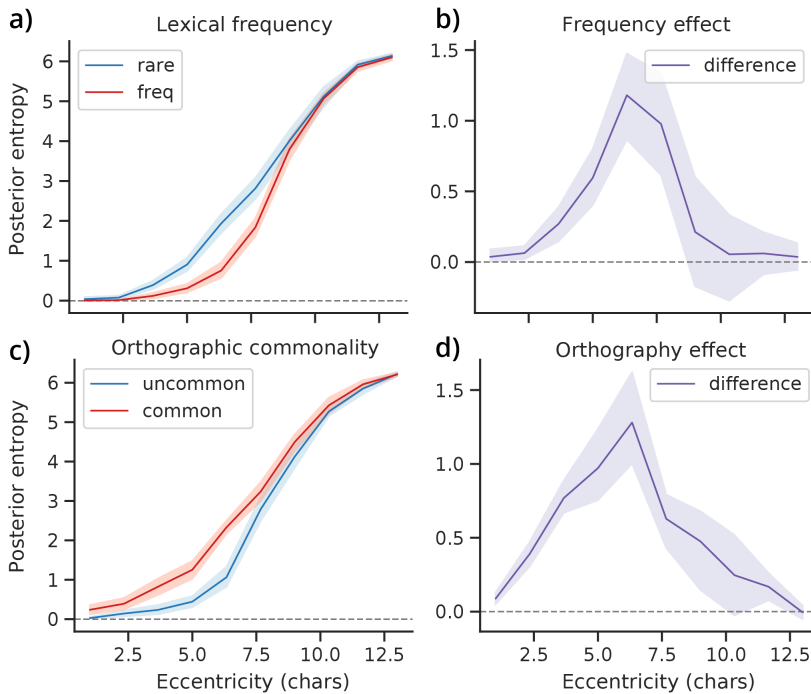 a)
Lexical frequency
Posterior entropy
6
5
4
3
2
1
0
rare
freq
b)
Frequency effect
1.5
1.0
0.5
0.0
difference
c)
Orthographic commonality
Posterior entropy
6
5
4
3
2
1
0
uncommon
common
2.5 5.0 7.5 10.0 12.5
Eccentricity (chars)
d)
Orthography effect
1.5
1.0
0.5
0.0
difference
2.5 5.0 7.5 10.0 12.5
Eccentricity (chars)